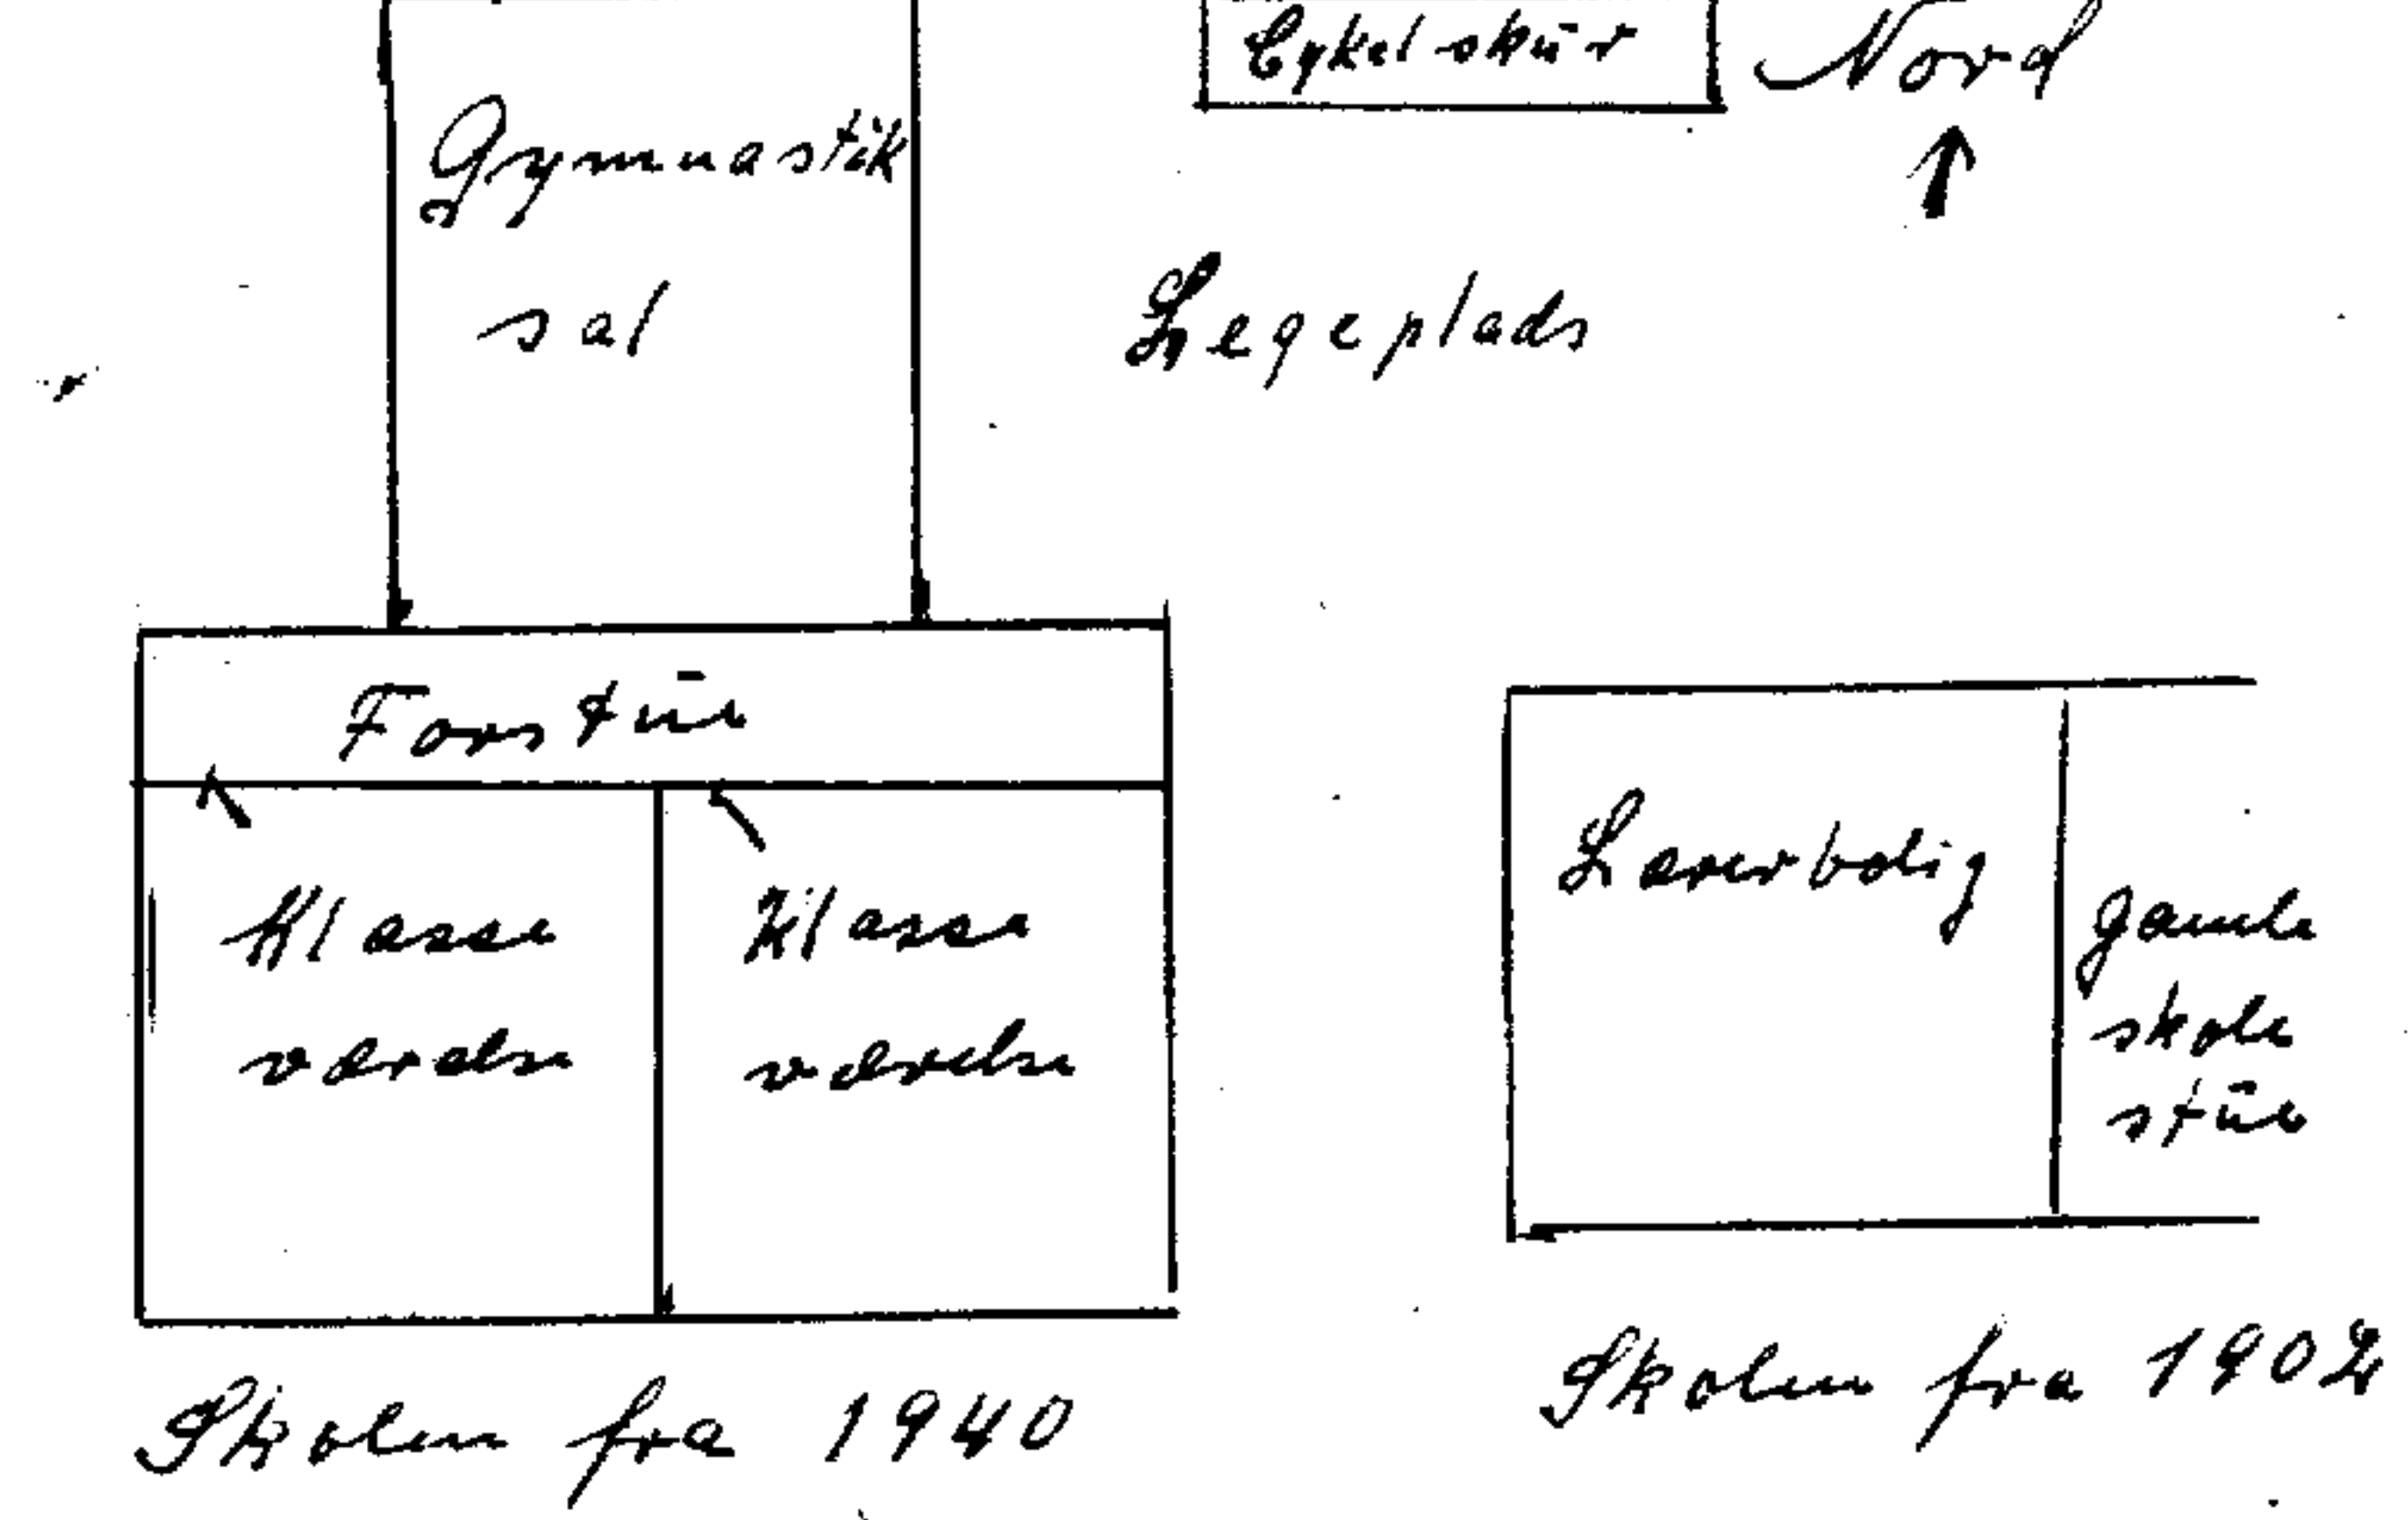 Cykelskur
Nord
Gymnastik
sal
Legeplads
Forstue
Klasse
værelse
Klasse
værelse
Lærerbolig
gamle
skole
stue
Skolen fra 1940
Skolen fra 1902